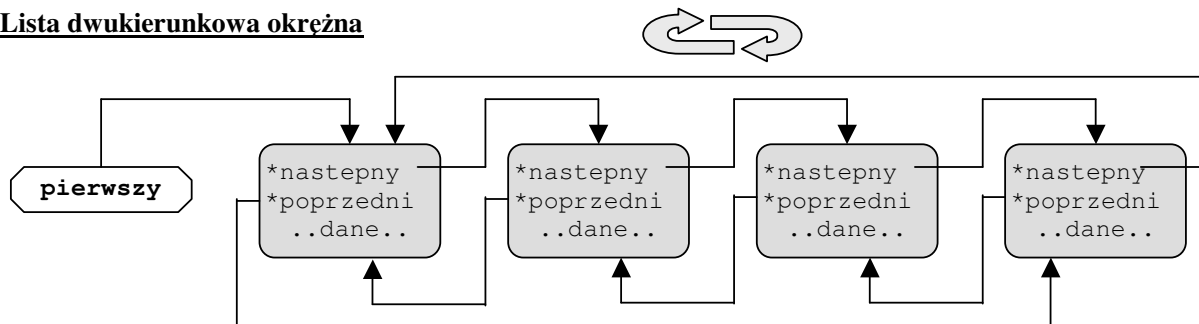 Lista dwukierunkowa okrężna
pierwszy
*nastepny
*poprzedni
..dane..
*nastepny
*poprzedni
..dane..
*nastepny
*poprzedni
..dane..
*nastepny
*poprzedni
..dane..